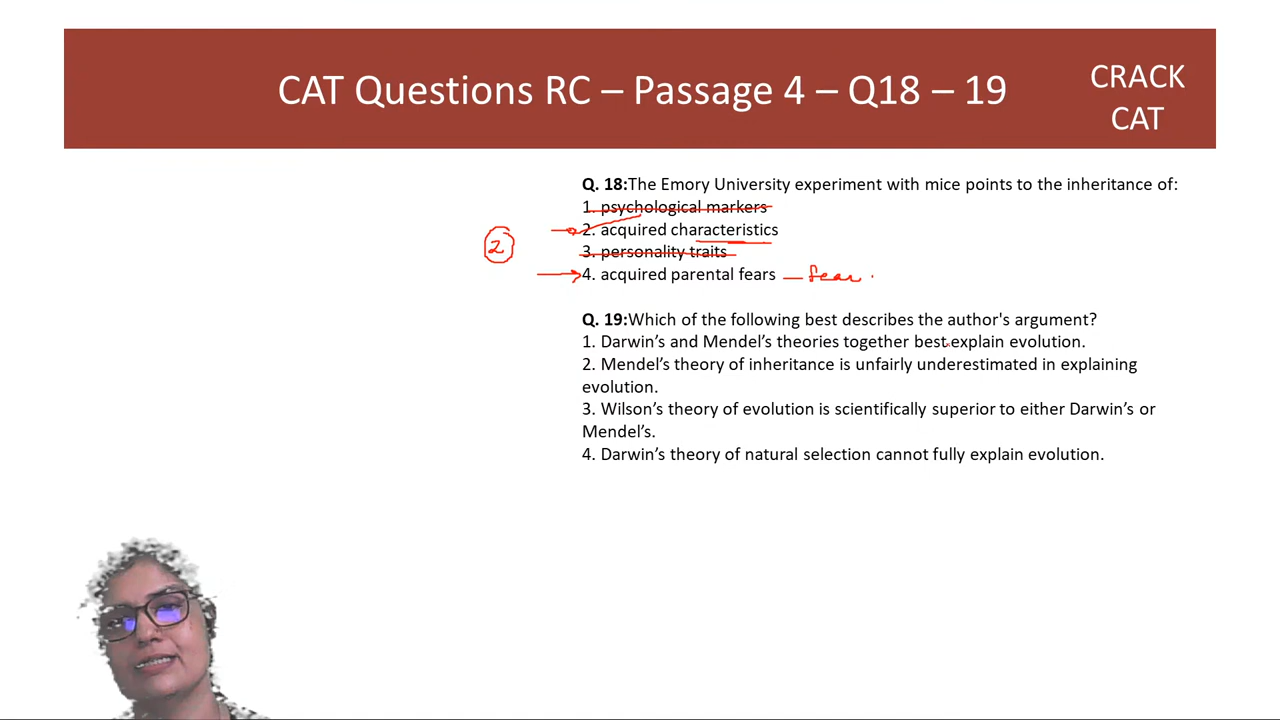 CAT Questions RC – Passage 4 – Q18 – 19
CRACK
CAT
Q. 18:The Emory University experiment with mice points to the inheritance of:
1. psychological markers
2. acquired characteristics
3. personality traits
4. acquired parental fears — fear.
2
Q. 19:Which of the following best describes the author's argument?
1. Darwin's and Mendel's theories together best explain evolution.
2. Mendel's theory of inheritance is unfairly underestimated in explaining
evolution.
3. Wilson's theory of evolution is scientifically superior to either Darwin's or
Mendel's.
4. Darwin's theory of natural selection cannot fully explain evolution.